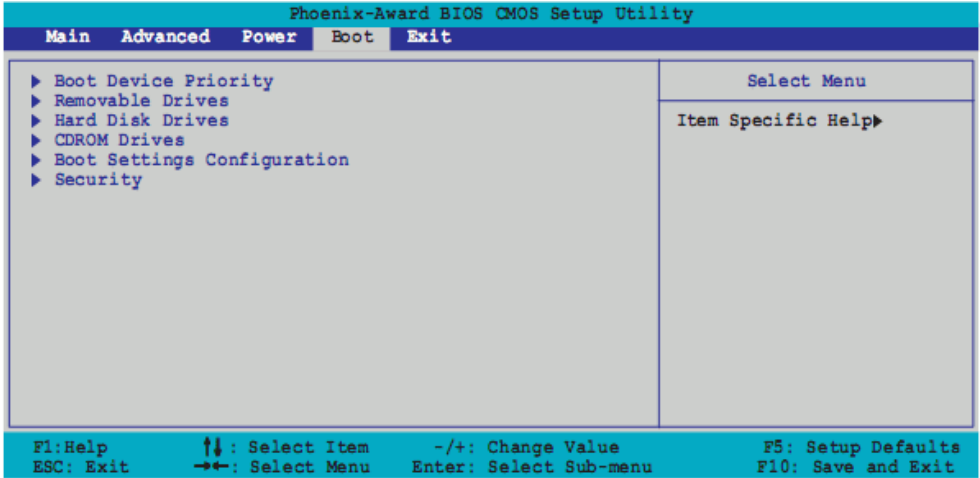 Phoenix-Award BIOS CMOS Setup Utility
Main Advanced Power Boot Exit
Boot Device Priority
Removable Drives
Hard Disk Drives
CDROM Drives
Boot Settings Configuration
Security
Select Menu
Item Specific Help
F1:Help ↑↓: Select Item -/+: Change Value F5: Setup Defaults
ESC: Exit →←: Select Menu Enter: Select Sub-menu F10: Save and Exit